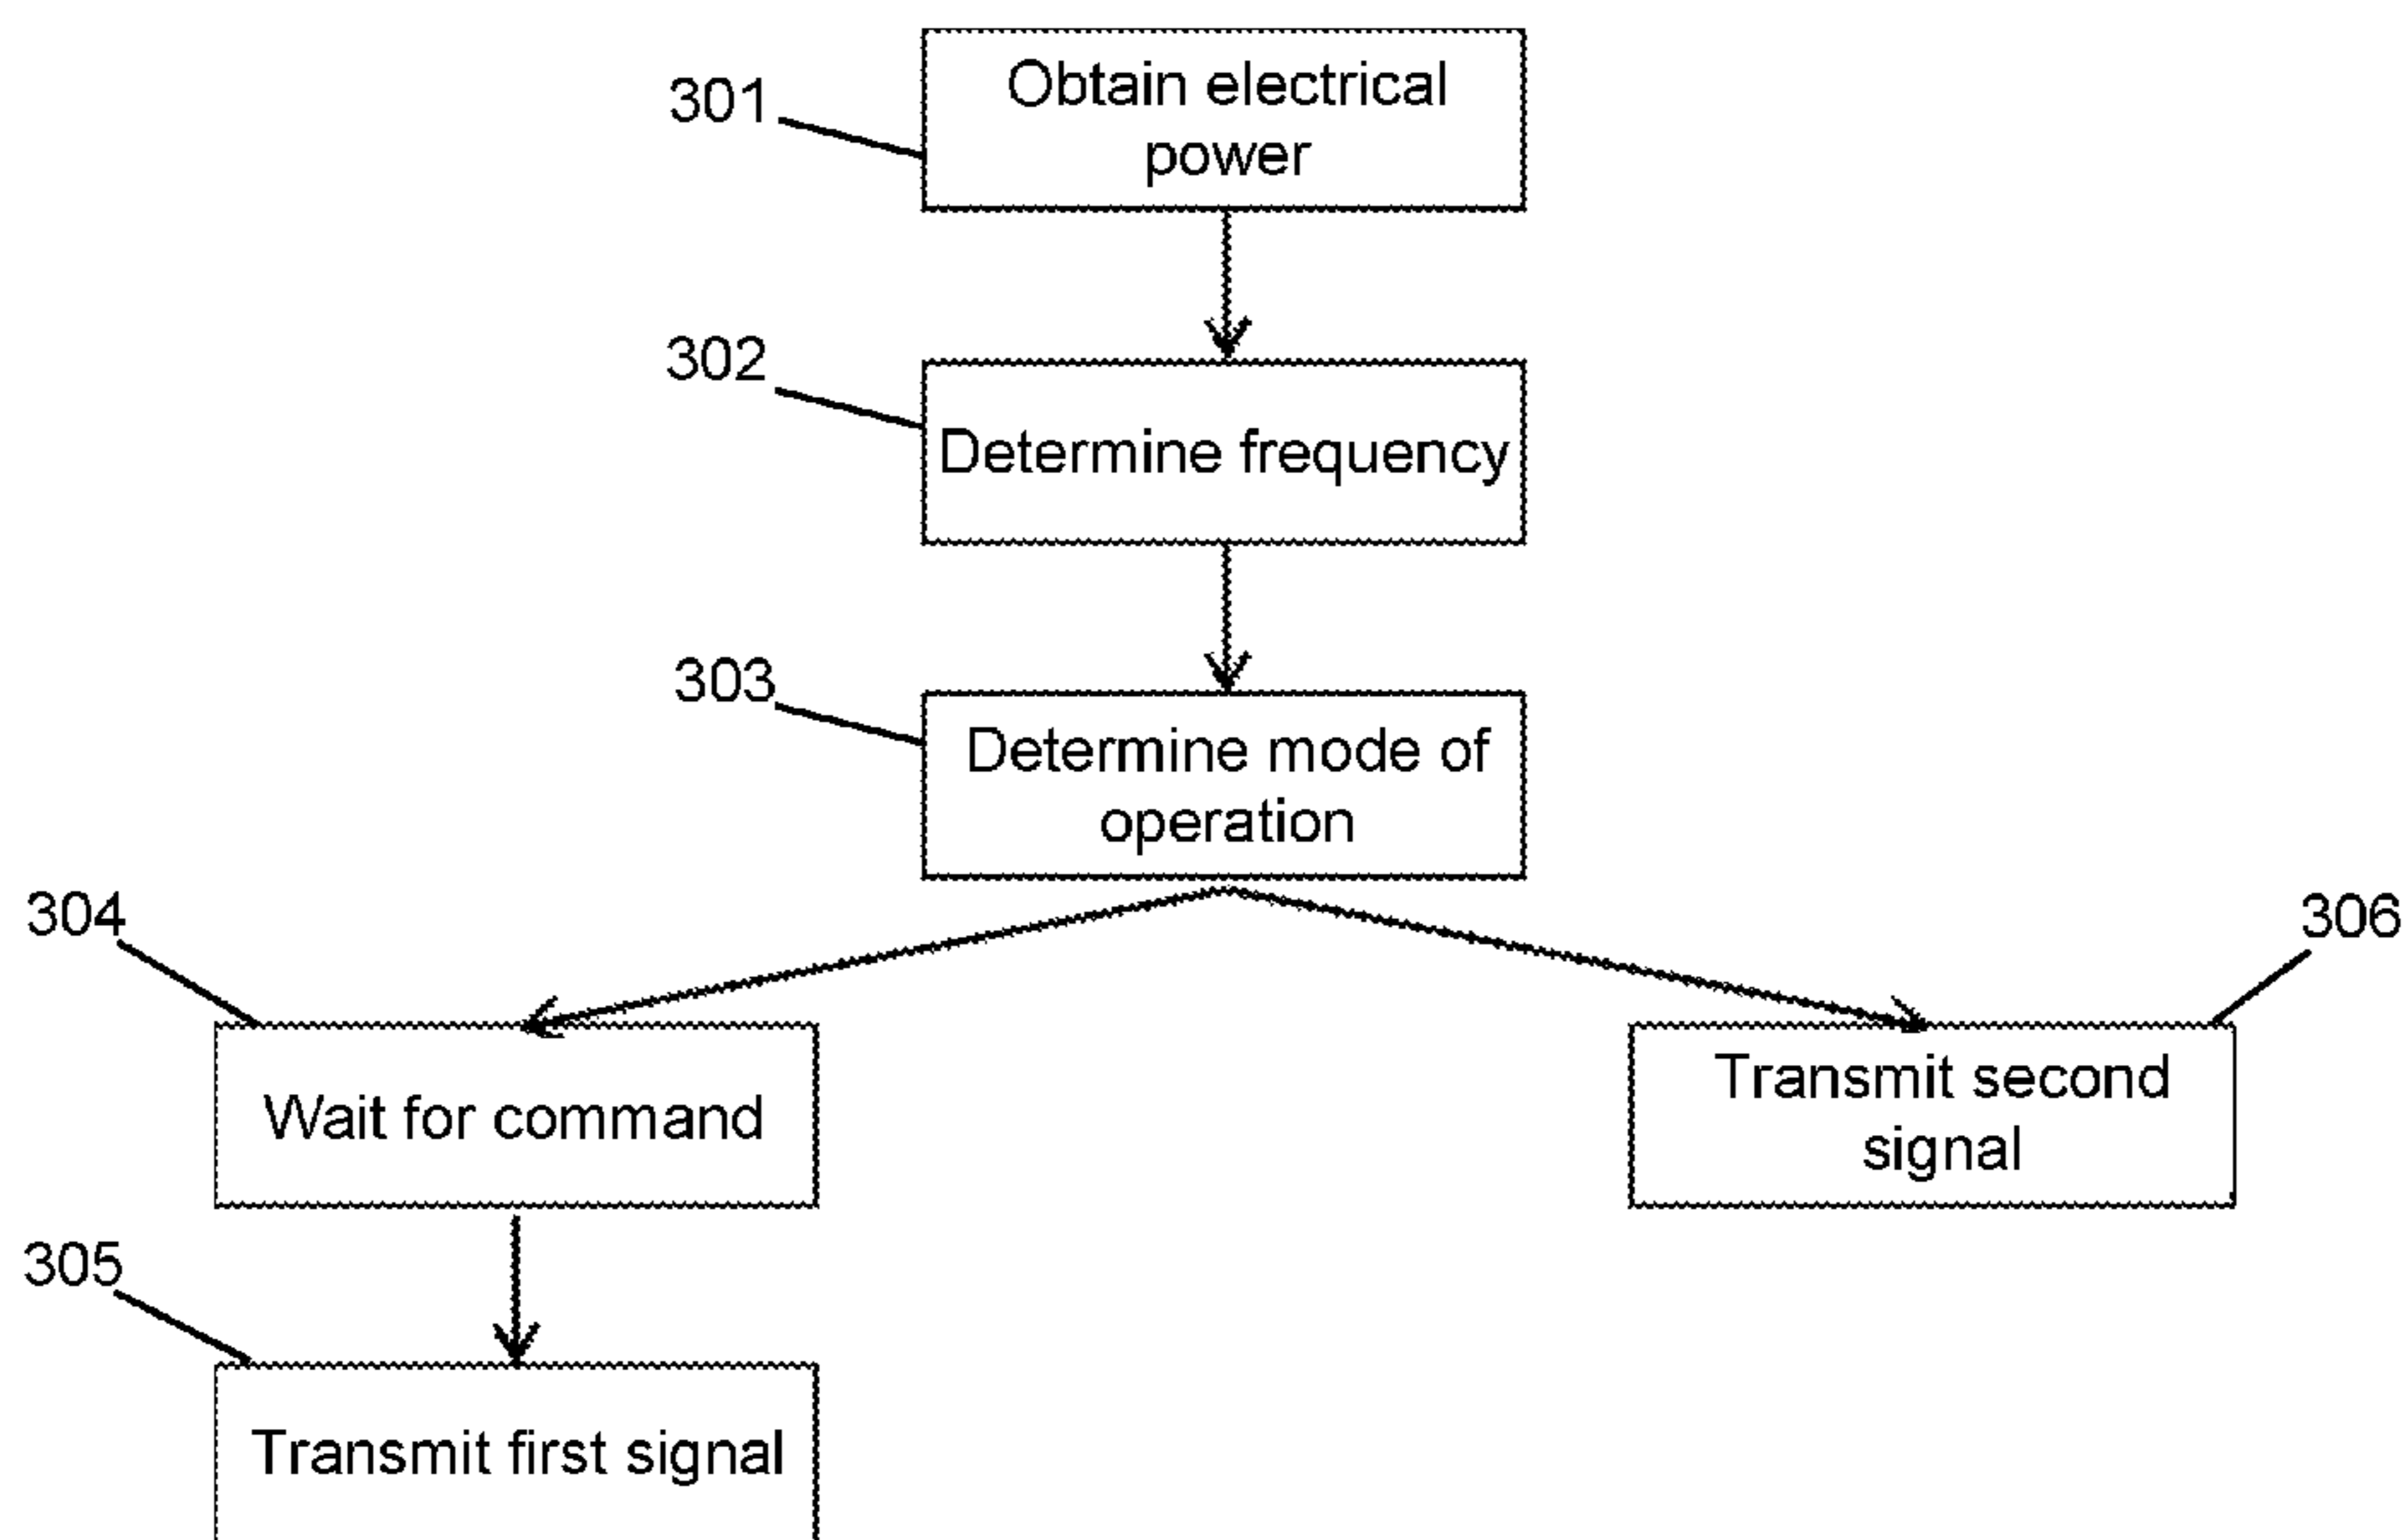 301
Obtain electrical
power
302
Determine frequency
303
Determine mode of
operation
304
306
Wait for command
Transmit second
signal
305
Transmit first signal